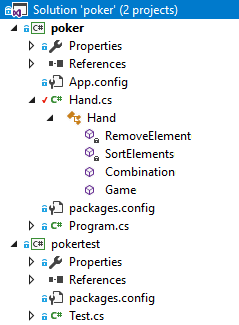 Solution 'poker' (2 projects)
C# poker
Properties
References
App.config
C# Hand.cs
Hand
RemoveElement
SortElements
Combination
Game
packages.config
C# Program.cs
C# pokertest
Properties
References
packages.config
C# Test.cs